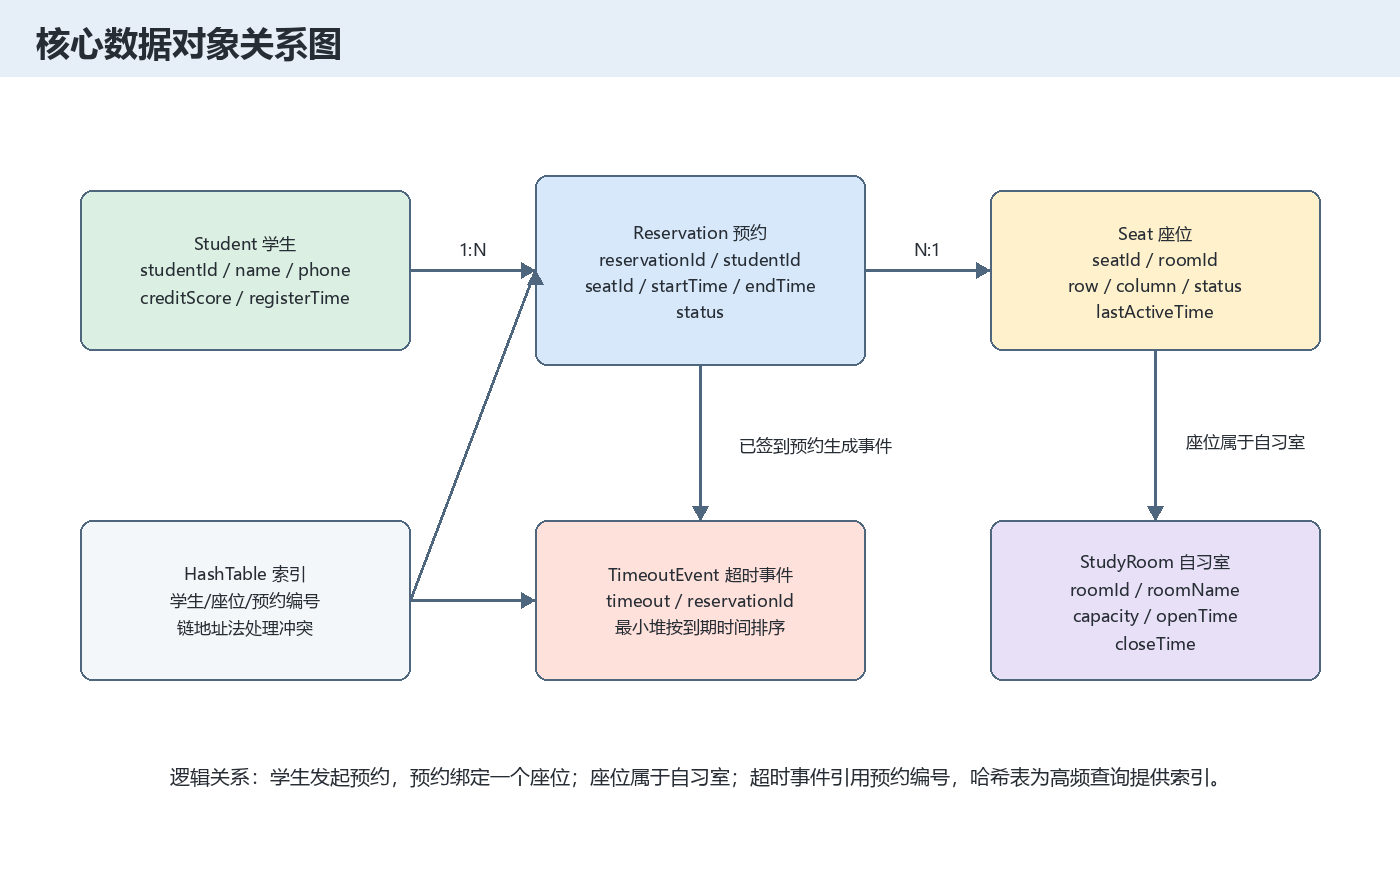 核心数据对象关系图
Student 学生
studentId / name / phone
creditScore / registerTime
1:N
Reservation 预约
reservationId / studentId
seatId / startTime / endTime
status
N:1
Seat 座位
seatId / roomId
row / column / status
lastActiveTime
已签到预约生成事件
座位属于自习室
HashTable 索引
学生/座位/预约编号
链地址法处理冲突
TimeoutEvent 超时事件
timeout / reservationId
最小堆按到期时间排序
StudyRoom 自习室
roomId / roomName
capacity / openTime
closeTime
逻辑关系：学生发起预约，预约绑定一个座位；座位属于自习室；超时事件引用预约编号，哈希表为高频查询提供索引。